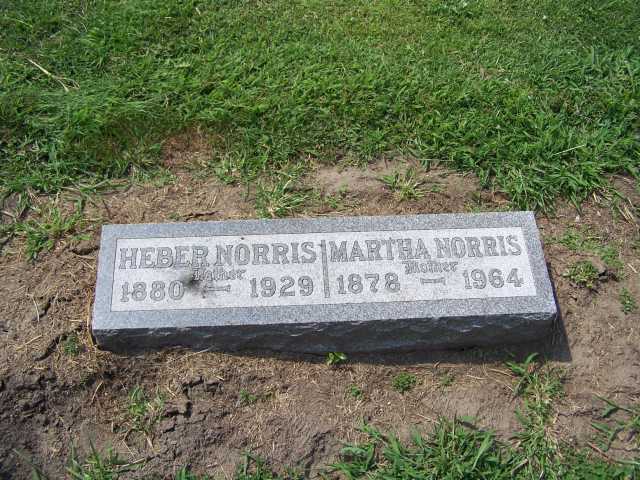 HEBER NORRIS
Father
1880 — 1929
MARTHA NORRIS
Mother
1878 — 1964